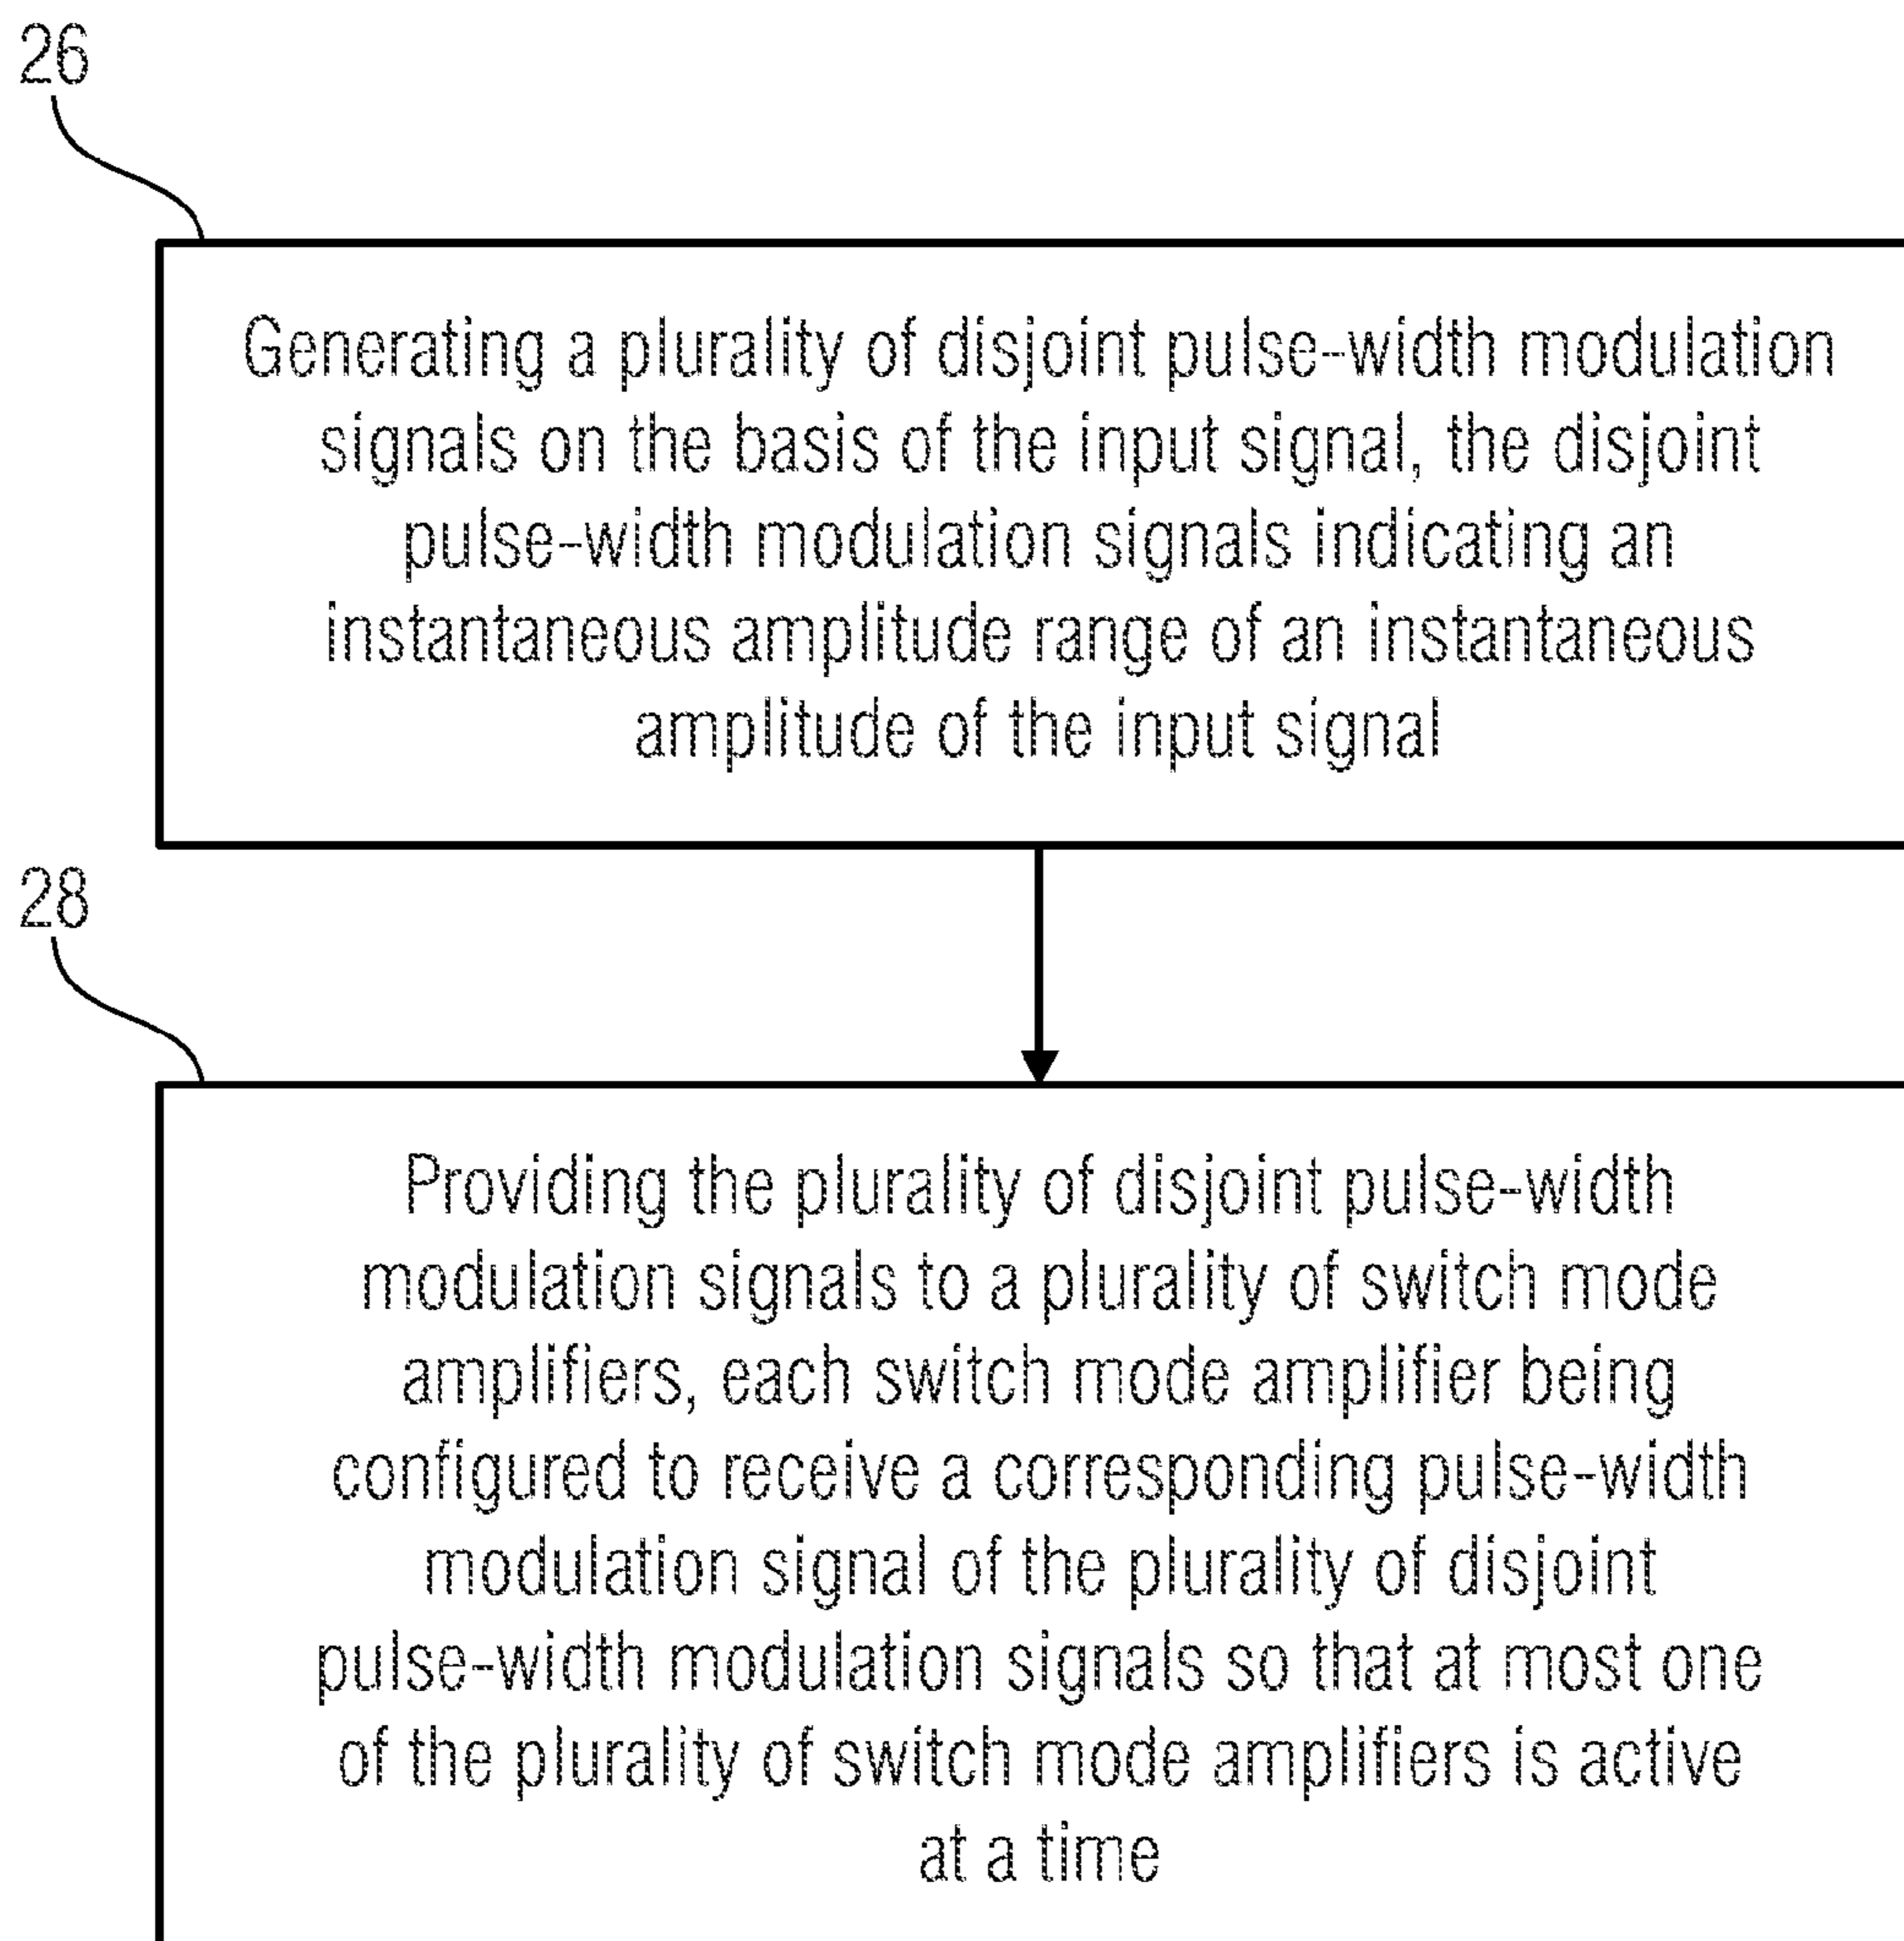 26
Generating a plurality of disjoint pulse-width modulation
signals on the basis of the input signal, the disjoint
pulse-width modulation signals indicating an
instantaneous amplitude range of an instantaneous
amplitude of the input signal
28
Providing the plurality of disjoint pulse-width
modulation signals to a plurality of switch mode
amplifiers, each switch mode amplifier being
configured to receive a corresponding pulse-width
modulation signal of the plurality of disjoint
pulse-width modulation signals so that at most one
of the plurality of switch mode amplifiers is active
at a time